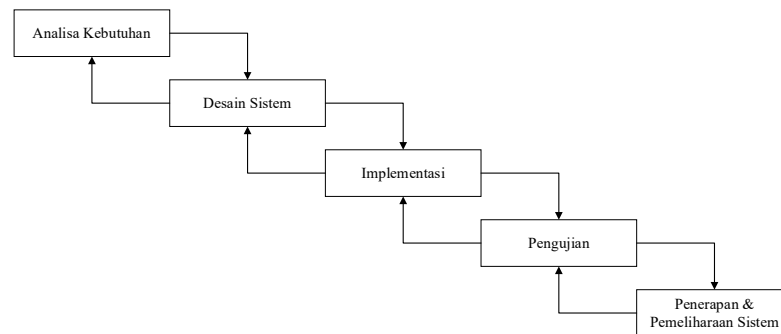 Analisa Kebutuhan
Desain Sistem
Implementasi
Pengujian
Penerapan &
Pemeliharaan Sistem